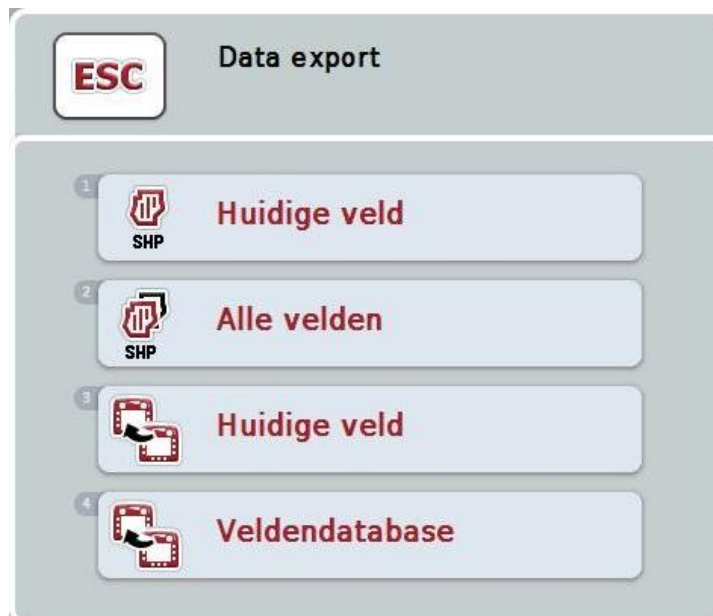 ESC
Data export
1
SHP
Huidige veld
2
SHP
Alle velden
3
Huidige veld
4
Veldendatabase